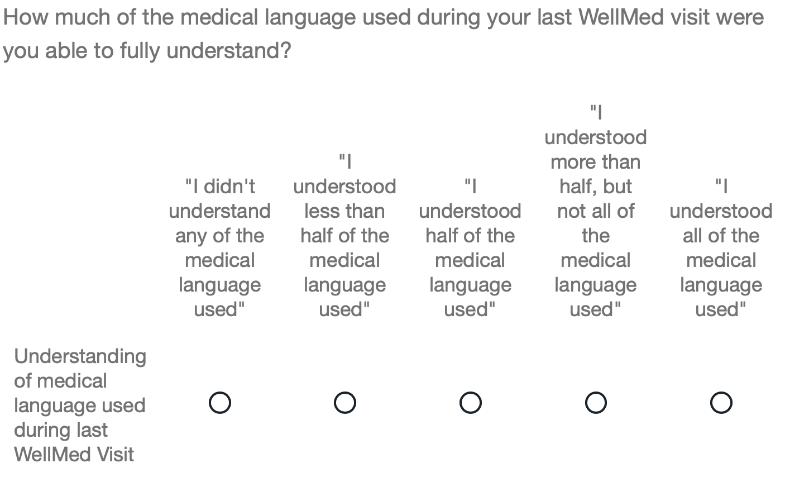 How much of the medical language used during your last WellMed visit were
you able to fully understand?
"I didn't
understand
any of the
medical
language
used"
"I
understood
less than
half of the
medical
language
used"
"I
understood
half of the
medical
language
used"
"I
understood
more than
half, but
not all of
the
medical
language
used"
"I
understood
all of the
medical
language
used"
Understanding
of medical
language used
during last
WellMed Visit